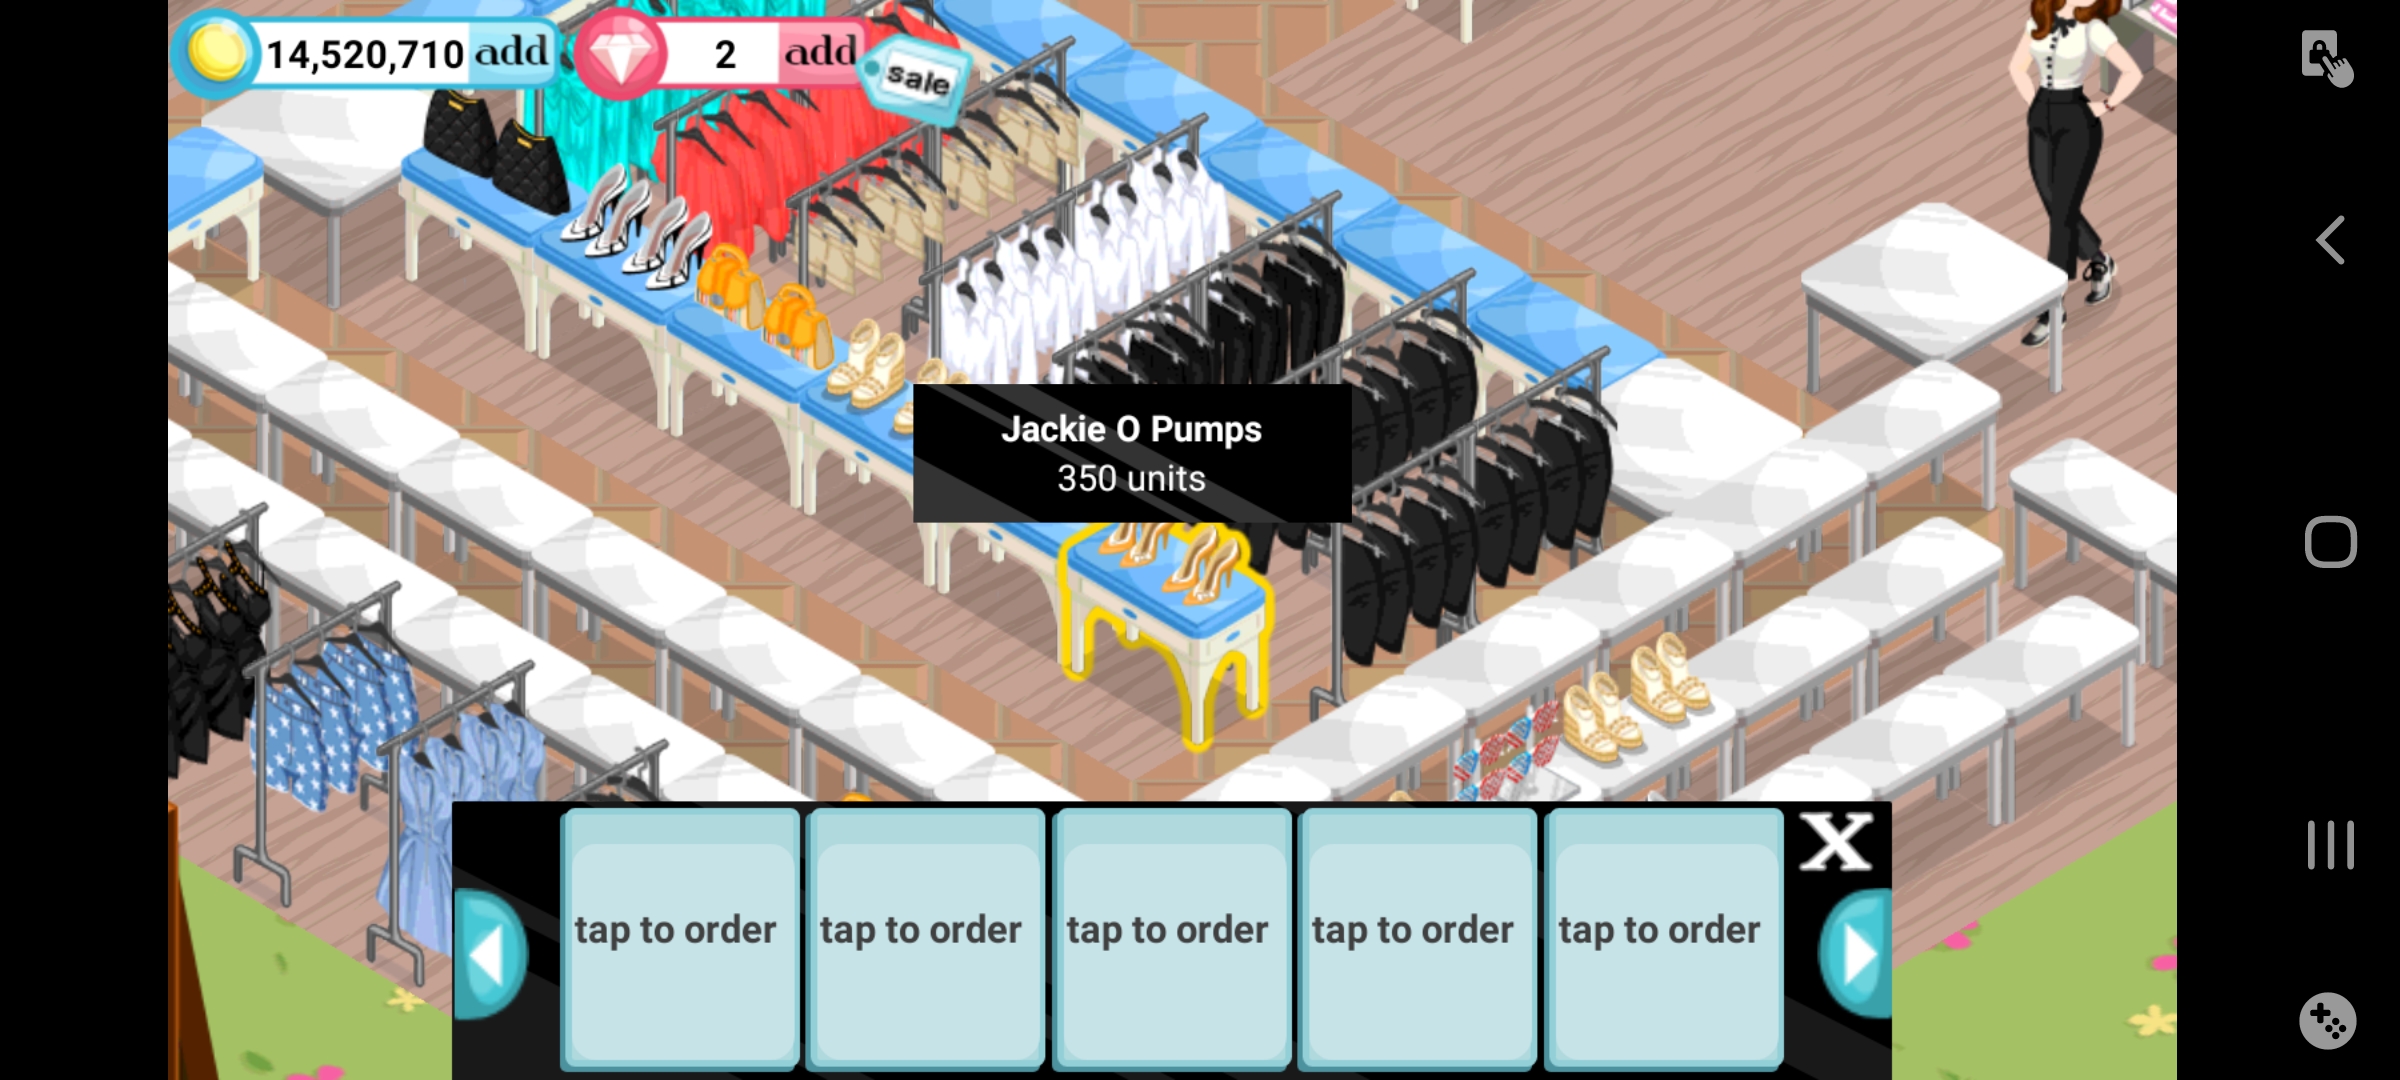 14,520,710 add
2 add
sale
Jackie O Pumps
350 units
X
tap to order
tap to order
tap to order
tap to order
tap to order